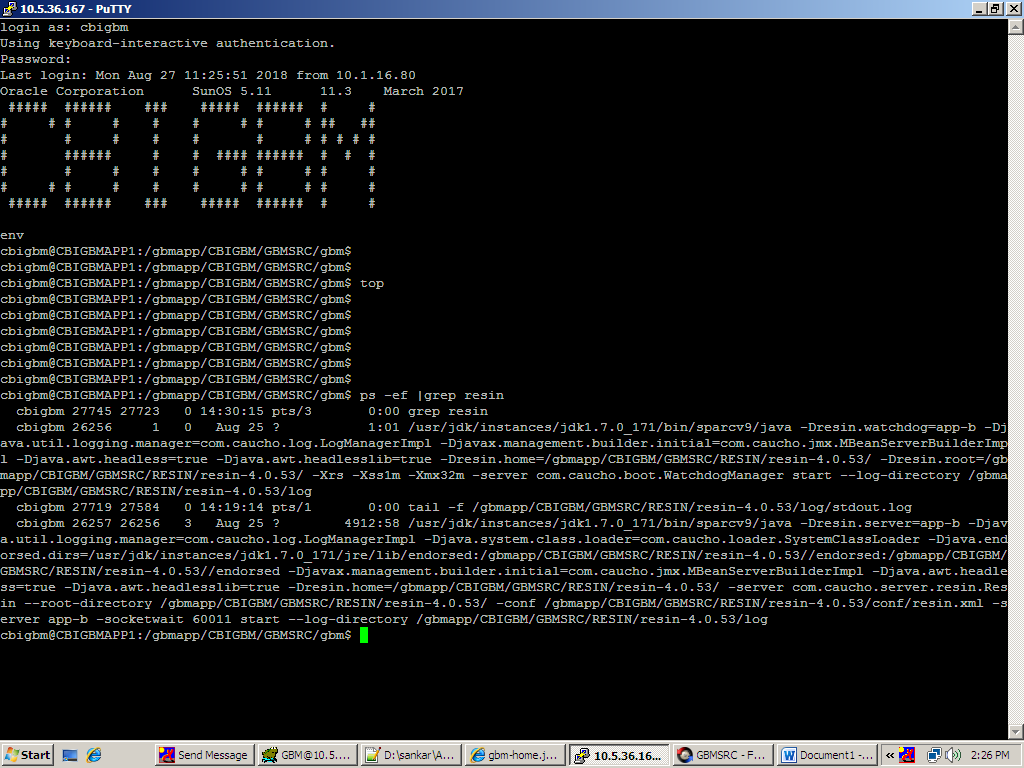 10.5.36.167 - PuTTY
login as: cbigbm
Using keyboard-interactive authentication.
Password:
Last login: Mon Aug 27 11:25:51 2018 from 10.1.16.80
Oracle Corporation      SunOS 5.11      11.3    March 2017
CBIGBM
env
cbigbm@CBIGBMAPP1:/gbmapp/CBIGBM/GBMSRC/gbm$
cbigbm@CBIGBMAPP1:/gbmapp/CBIGBM/GBMSRC/gbm$
cbigbm@CBIGBMAPP1:/gbmapp/CBIGBM/GBMSRC/gbm$ top
cbigbm@CBIGBMAPP1:/gbmapp/CBIGBM/GBMSRC/gbm$
cbigbm@CBIGBMAPP1:/gbmapp/CBIGBM/GBMSRC/gbm$
cbigbm@CBIGBMAPP1:/gbmapp/CBIGBM/GBMSRC/gbm$
cbigbm@CBIGBMAPP1:/gbmapp/CBIGBM/GBMSRC/gbm$
cbigbm@CBIGBMAPP1:/gbmapp/CBIGBM/GBMSRC/gbm$
cbigbm@CBIGBMAPP1:/gbmapp/CBIGBM/GBMSRC/gbm$
cbigbm@CBIGBMAPP1:/gbmapp/CBIGBM/GBMSRC/gbm$ ps -ef |grep resin
  cbigbm 27745 27723   0 14:30:15 pts/3       0:00 grep resin
  cbigbm 26256     1   0   Aug 25 ?           1:01 /usr/jdk/instances/jdk1.7.0_171/bin/sparcv9/java -Dresin.watchdog=app-b -Dj
ava.util.logging.manager=com.caucho.log.LogManagerImpl -Djavax.management.builder.initial=com.caucho.jmx.MBeanServerBuilderImp
l -Djava.awt.headless=true -Djava.awt.headlesslib=true -Dresin.home=/gbmapp/CBIGBM/GBMSRC/RESIN/resin-4.0.53/ -Dresin.root=/gb
mapp/CBIGBM/GBMSRC/RESIN/resin-4.0.53/ -Xrs -Xss1m -Xmx32m -server com.caucho.boot.WatchdogManager start --log-directory /gbma
pp/CBIGBM/GBMSRC/RESIN/resin-4.0.53/log
  cbigbm 27719 27584   0 14:19:14 pts/1       0:00 tail -f /gbmapp/CBIGBM/GBMSRC/RESIN/resin-4.0.53/log/stdout.log
  cbigbm 26257 26256   3   Aug 25 ?        4912:58 /usr/jdk/instances/jdk1.7.0_171/bin/sparcv9/java -Dresin.server=app-b -Djav
a.util.logging.manager=com.caucho.log.LogManagerImpl -Djava.system.class.loader=com.caucho.loader.SystemClassLoader -Djava.end
orsed.dirs=/usr/jdk/instances/jdk1.7.0_171/jre/lib/endorsed:/gbmapp/CBIGBM/GBMSRC/RESIN/resin-4.0.53//endorsed:/gbmapp/CBIGBM/
GBMSRC/RESIN/resin-4.0.53//endorsed -Djavax.management.builder.initial=com.caucho.jmx.MBeanServerBuilderImpl -Djava.awt.headle
ss=true -Djava.awt.headlesslib=true -Dresin.home=/gbmapp/CBIGBM/GBMSRC/RESIN/resin-4.0.53/ -server com.caucho.server.resin.Res
in --root-directory /gbmapp/CBIGBM/GBMSRC/RESIN/resin-4.0.53/ -conf /gbmapp/CBIGBM/GBMSRC/RESIN/resin-4.0.53/conf/resin.xml -s
erver app-b -socketwait 60011 start --log-directory /gbmapp/CBIGBM/GBMSRC/RESIN/resin-4.0.53/log
cbigbm@CBIGBMAPP1:/gbmapp/CBIGBM/GBMSRC/gbm$
Start Send Message GBM@10.5.... D:\sankar\A... gbm-home.j... 10.5.36.16... GBMSRC - F... Document1 -... « 2:26 PM